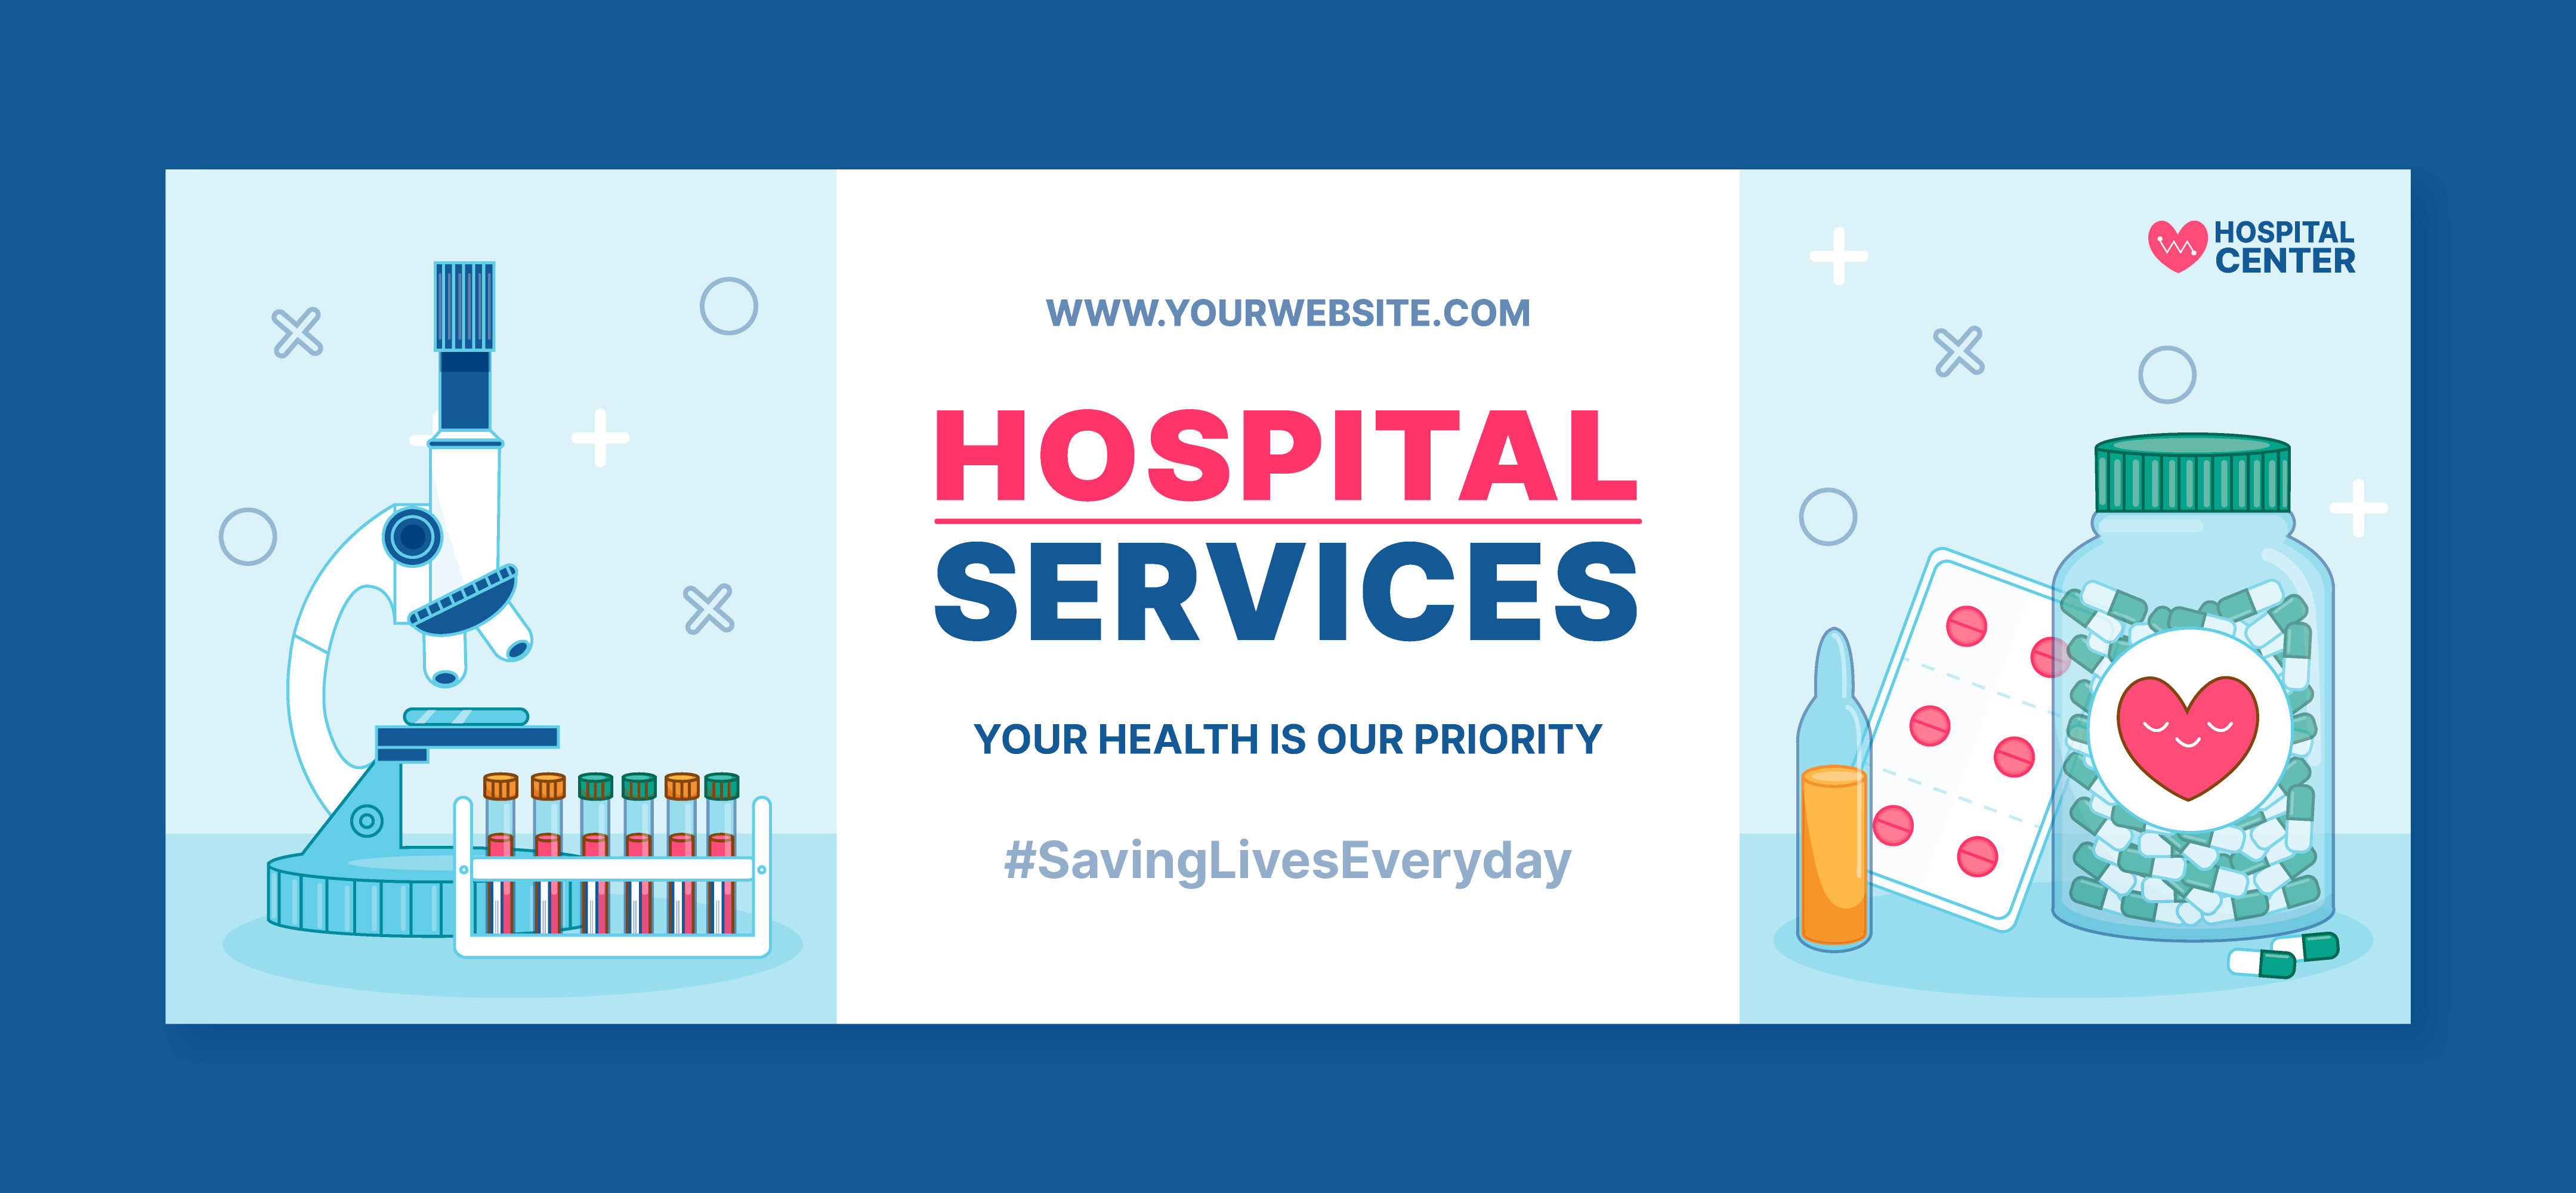 WWW.YOURWEBSITE.COM
HOSPITAL
SERVICES
YOUR HEALTH IS OUR PRIORITY
#SavingLivesEveryday
HOSPITAL
CENTER